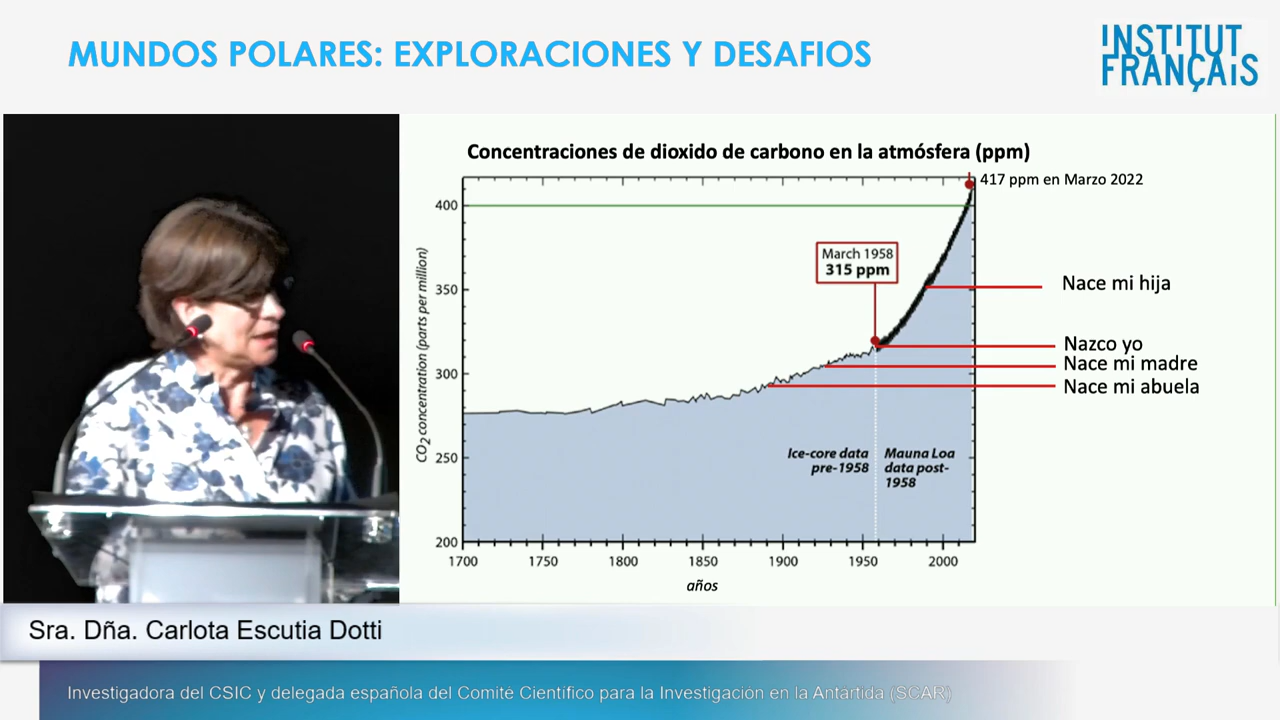 MUNDOS POLARES: EXPLORACIONES Y DESAFIOS
INSTITUT
FRANÇAIS
Concentraciones de dioxido de carbono en la atmósfera (ppm)
417 ppm en Marzo 2022
400
March 1958
315 ppm
350
Nace mi hija
Nazco yo
300
Nace mi madre
Nace mi abuela
CO2 concentration (parts per million)
250
Ice-core data
pre-1958
Mauna Loa
data post-
1958
200
1700 1750 1800 1850 1900 1950 2000
años
Sra. Dña. Carlota Escutia Dotti
Investigadora del CSIC y delegada española del Comité Científico para la Investigación en la Antártida (SCAR)